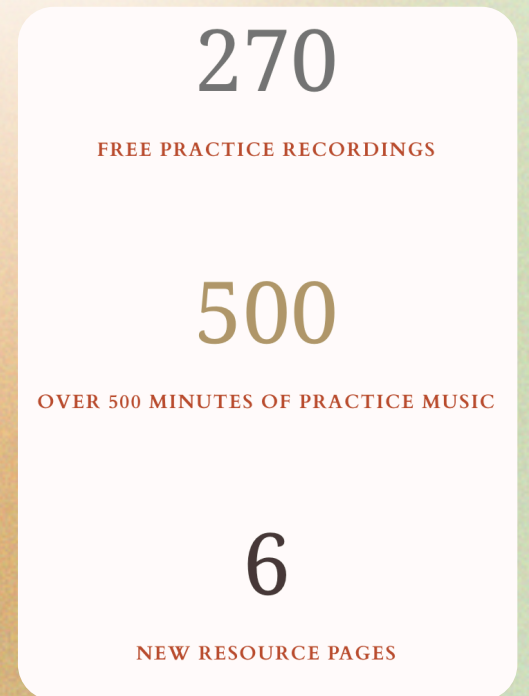 270
FREE PRACTICE RECORDINGS
500
OVER 500 MINUTES OF PRACTICE MUSIC
6
NEW RESOURCE PAGES